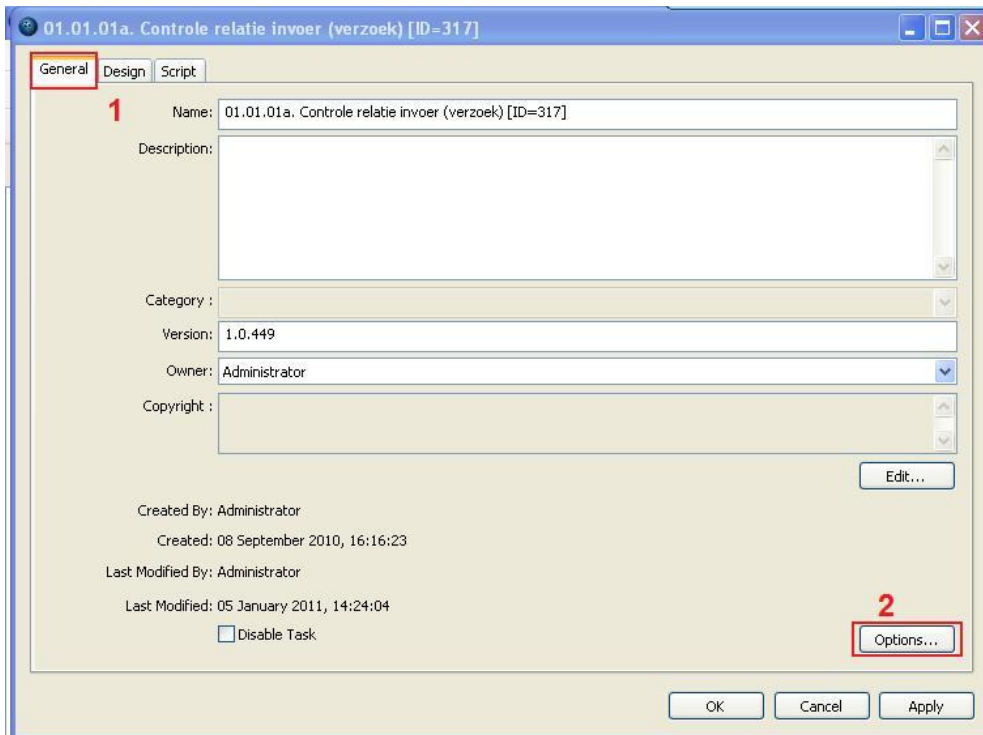 01.01.01a. Controle relatie invoer (verzoek) [ID=317]
General Design Script
1
Name: 01.01.01a. Controle relatie invoer (verzoek) [ID=317]
Description:
Category :
Version: 1.0.449
Owner: Administrator
Copyright :
Edit...
Created By: Administrator
Created: 08 September 2010, 16:16:23
Last Modified By: Administrator
Last Modified: 05 January 2011, 14:24:04
2
Disable Task
Options...
OK Cancel Apply